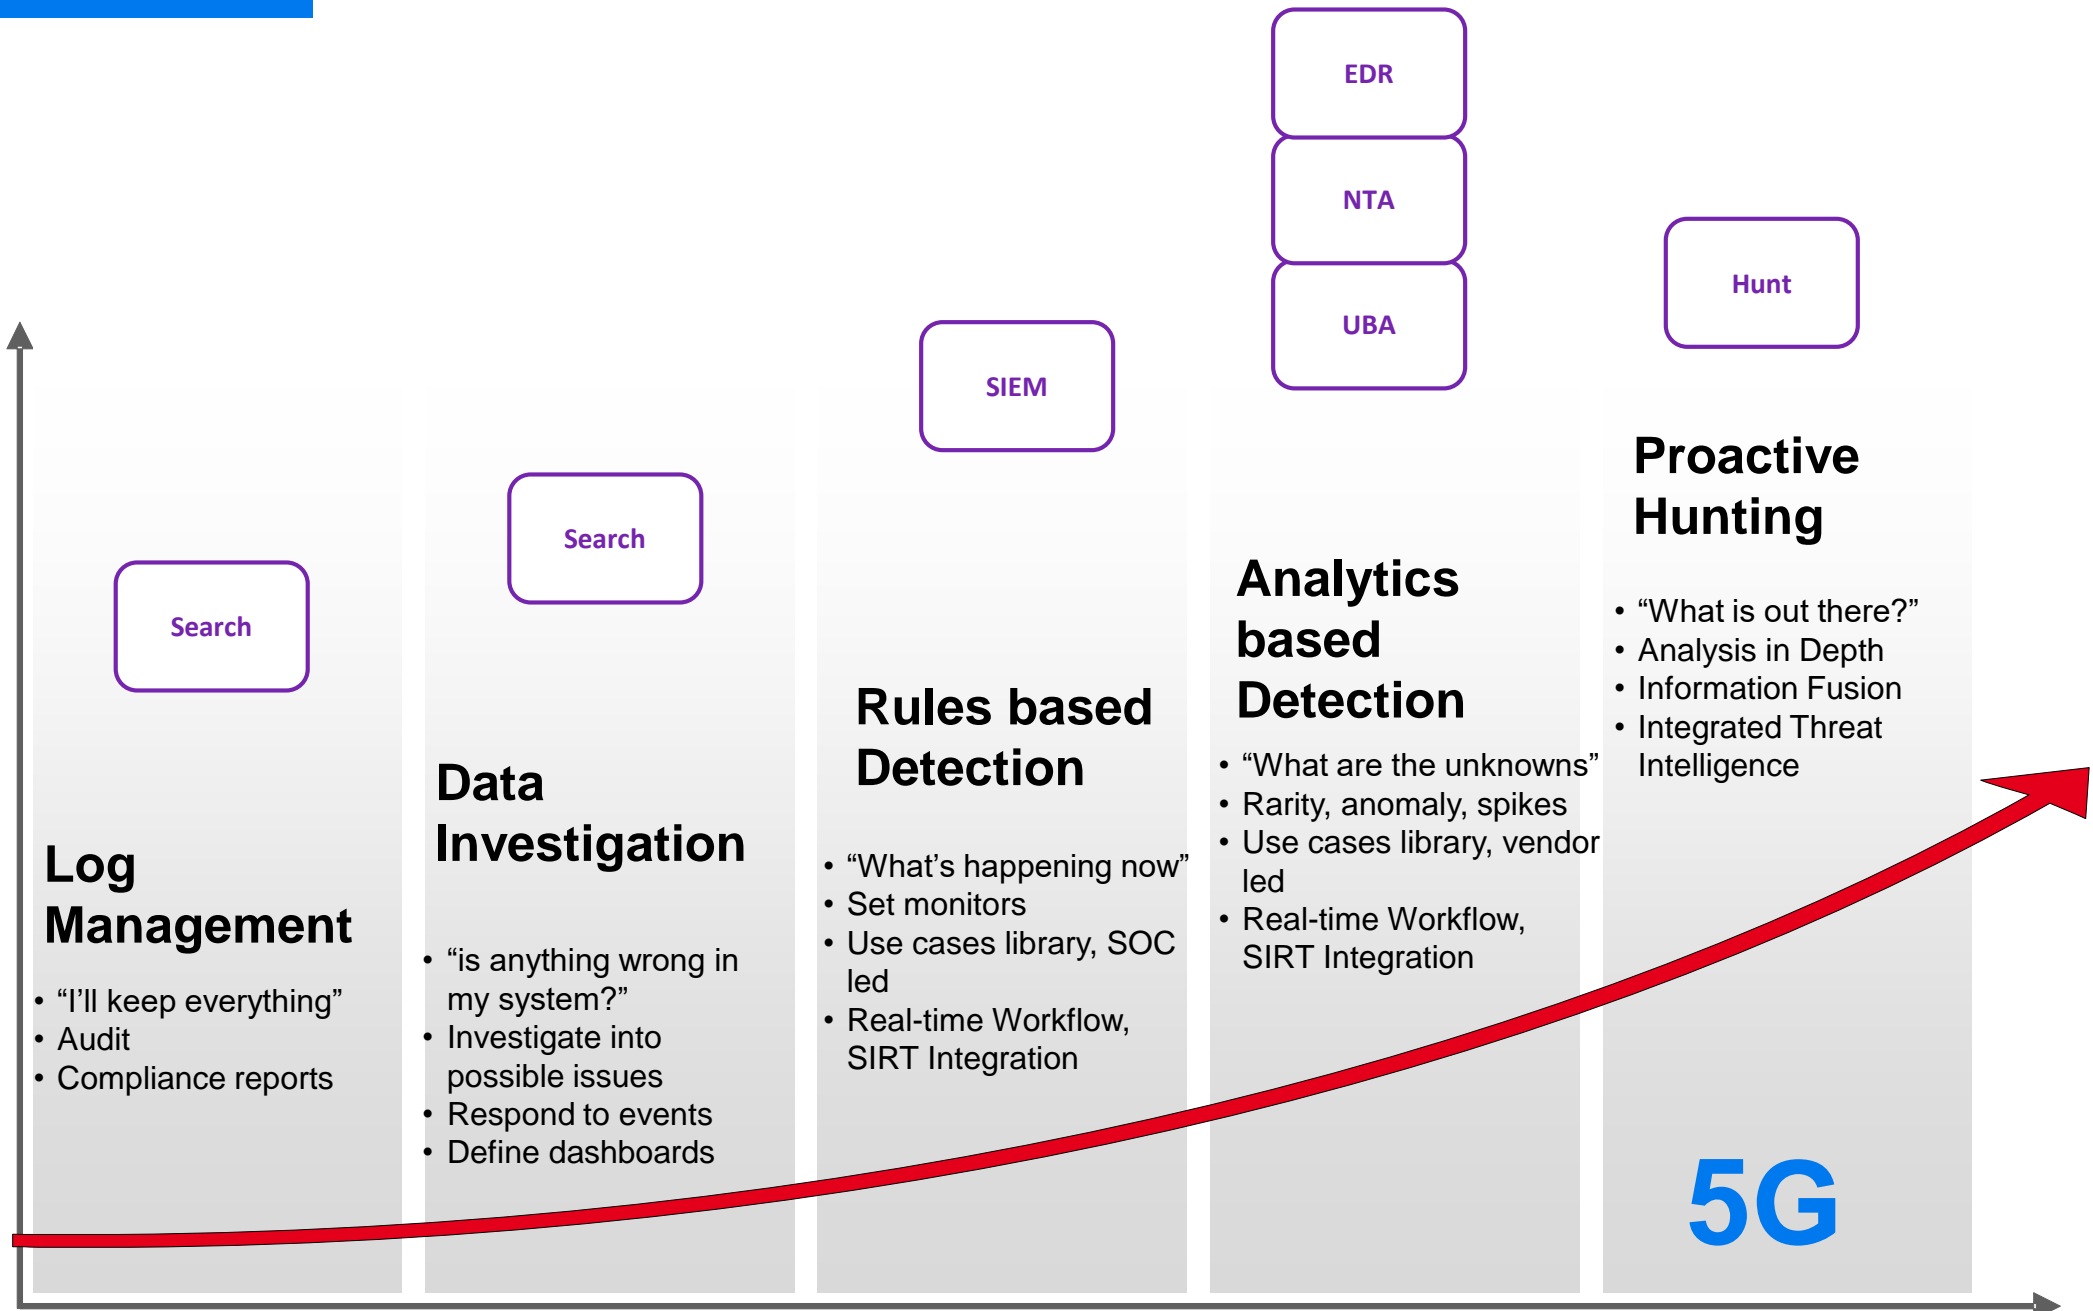 Search
Log
Management
• “I’ll keep everything”
• Audit
• Compliance reports
Search
Data
Investigation
• “is anything wrong in
my system?”
• Investigate into
possible issues
• Respond to events
• Define dashboards
SIEM
Rules based
Detection
• “What’s happening now”
• Set monitors
• Use cases library, SOC
led
• Real-time Workflow,
SIRT Integration
EDR
NTA
UBA
Analytics
based
Detection
• “What are the unknowns”
• Rarity, anomaly, spikes
• Use cases library, vendor
led
• Real-time Workflow,
SIRT Integration
Hunt
Proactive
Hunting
• “What is out there?”
• Analysis in Depth
• Information Fusion
• Integrated Threat
Intelligence
5G